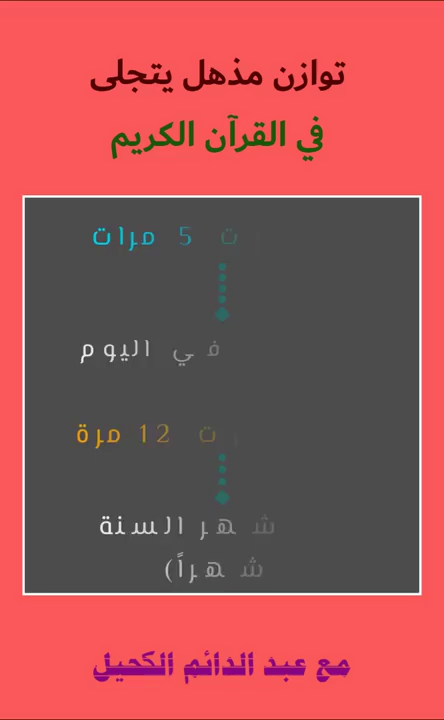 توازن مذهل يتجلى
في القرآن الكريم
ت 5 مرات
في اليوم
ت 12 مرة
شهر السنة
شهراً)
مع عبد الدائم الكحيل